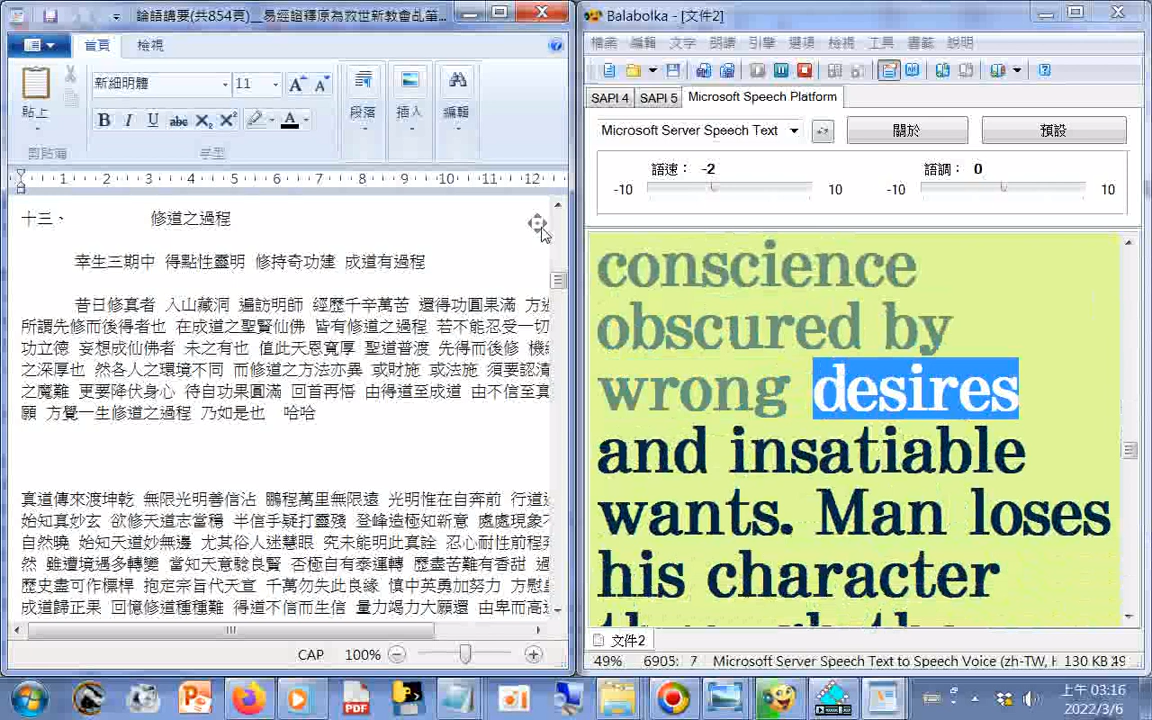 論語講要(共854頁)__易經證釋原為救世新教會乩筆...
首頁
檢視
新細明體
11
貼上
段落
插入
編輯
剪貼簿
字型
1 2 3 4 5 6 7 8 9 10 11 12
十三、 修道之過程
幸生三期中 得點性靈明 修持奇功建 成道有過程
昔日修真者 入山藏洞 遍訪明師 經歷千辛萬苦 還得功圓果滿 方
所謂先修而後得者也 在成道之聖賢仙佛 皆有修道之過程 若不能忍受一切
功立德 妄想成仙佛者 未之有也 值此天恩寬厚 聖道普渡 先得而後修 機
之深厚也 然各人之環境不同 而修道之方法亦異 或財施 或法施 須要認清
之魔難 更要降伏身心 待自功果圓滿 回首再悟 由得道至成道 由不信至真
願 方覺一生修道之過程 乃如是也 哈哈
真道傳來渡坤乾 無限光明善信沾 鵬程萬里無限遠 光明惟在自奔前 行道
始知真妙玄 欲修天道志當穩 半信乎疑打靈殘 登峰造極知新意 處處現象
自然曉 始知天道妙無邊 尤其俗人迷慧眼 究未能明此真詮 忍心耐性前程
然 雖遭境遇多轉變 當知天意驗良賢 否極自有泰運轉 歷盡苦難有香甜
歷史盡可作標桿 抱定宗旨代天宣 千萬勿失此良緣 慎中英勇加努力 方慰
成道歸正果 回憶修道種種難 得道不信而生信 量力竭力大願還 由卑而高
CAP 100%
Balabolka - [文件2]
檔案 編輯 文字 朗讀 引擎 選項 檢視 工具 書籤 說明
SAPI 4 SAPI 5 Microsoft Speech Platform
Microsoft Server Speech Text
關於
預設
語速： -2
語調： 0
-10 10 -10 10
conscience
obscured by
wrong desires
and insatiable
wants. Man loses
his character
through the
文件2
49% 6905: 7 Microsoft Server Speech Text to Speech Voice (zh-TW, H 130 KB
上午 03:16
2022/3/6